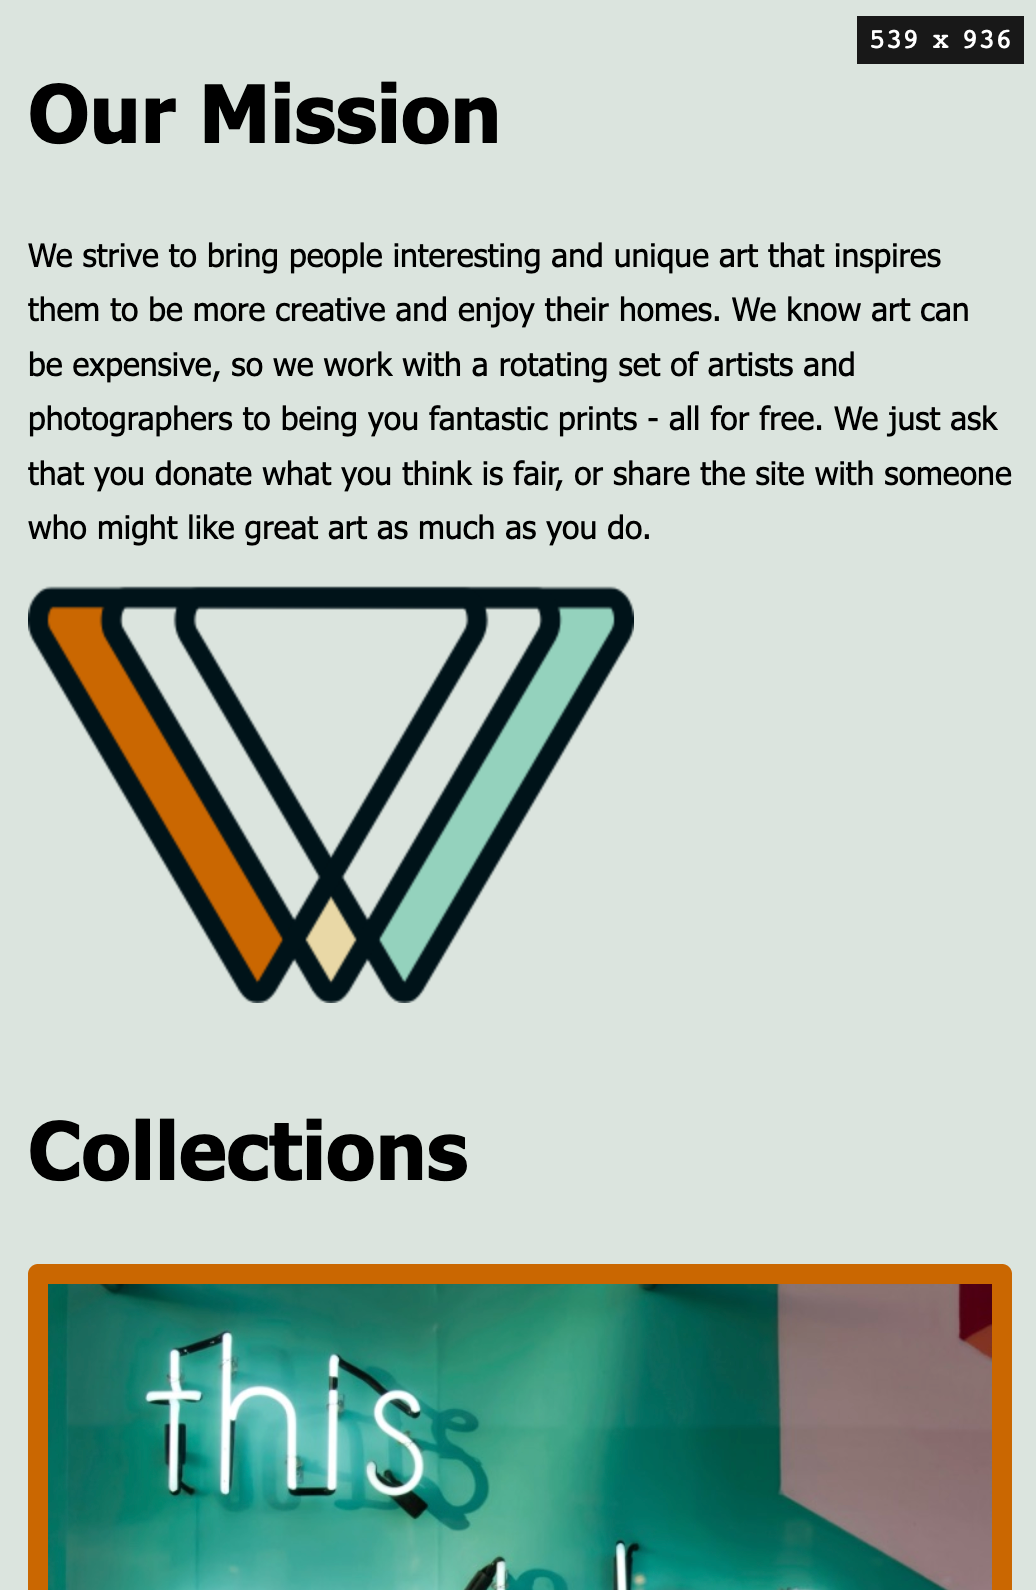 539 x 936
Our Mission
We strive to bring people interesting and unique art that inspires
them to be more creative and enjoy their homes. We know art can
be expensive, so we work with a rotating set of artists and
photographers to being you fantastic prints - all for free. We just ask
that you donate what you think is fair, or share the site with someone
who might like great art as much as you do.
Collections
this